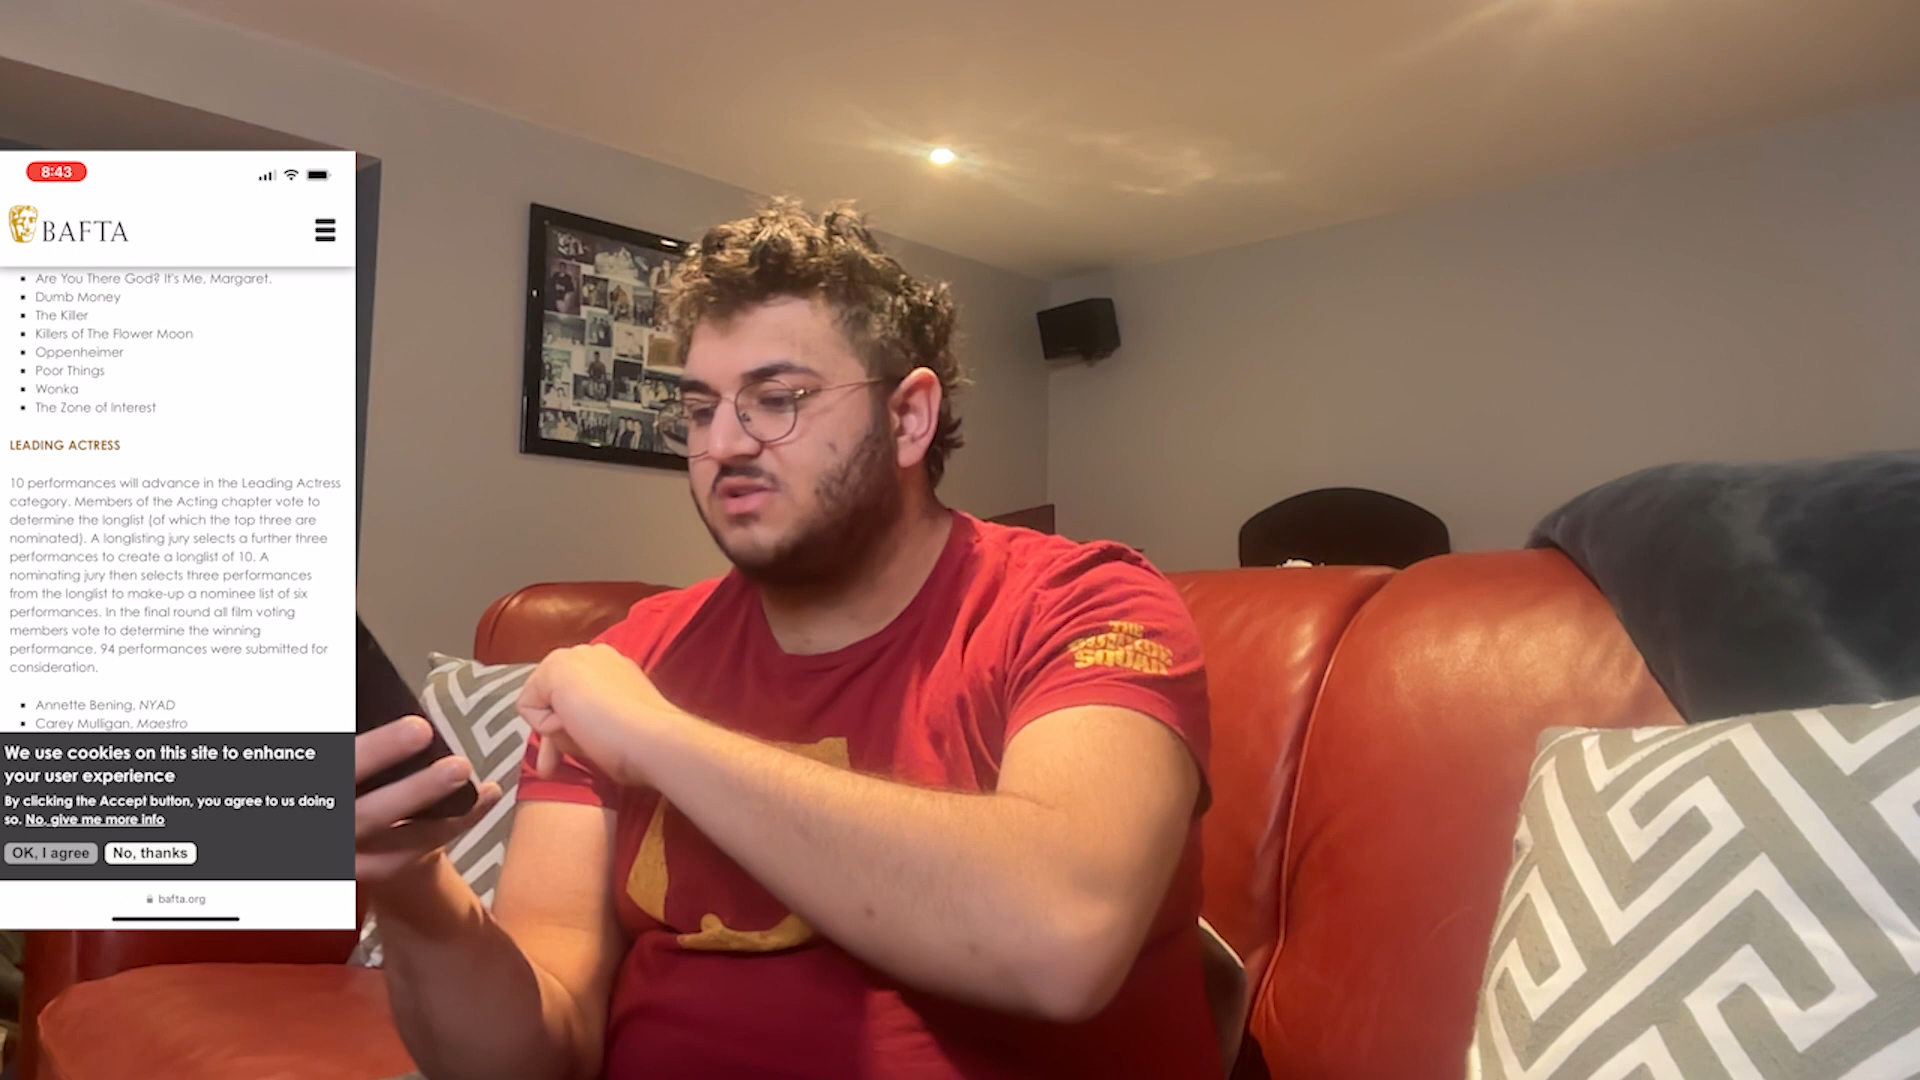 8:43
BAFTA
Are You There God? It's Me, Margaret.
Dumb Money
The Killer
Killers of The Flower Moon
Oppenheimer
Poor Things
Wonka
The Zone of Interest
LEADING ACTRESS
10 performances will advance in the Leading Actress
category. Members of the Acting chapter vote to
determine the longlist (of which the top three are
nominated). A longlisting jury selects a further three
performances to create a longlist of 10. A
nominating jury then selects three performances
from the longlist to make-up a nominee list of six
performances. In the final round all film voting
members vote to determine the winning
performance. 94 performances were submitted for
consideration.
Annette Bening, NYAD
Carey Mulligan, Maestro
We use cookies on this site to enhance
your user experience
By clicking the Accept button, you agree to us doing
so. No, give me more info
OK, I agree
No, thanks
bafta.org
THE
SQUAD